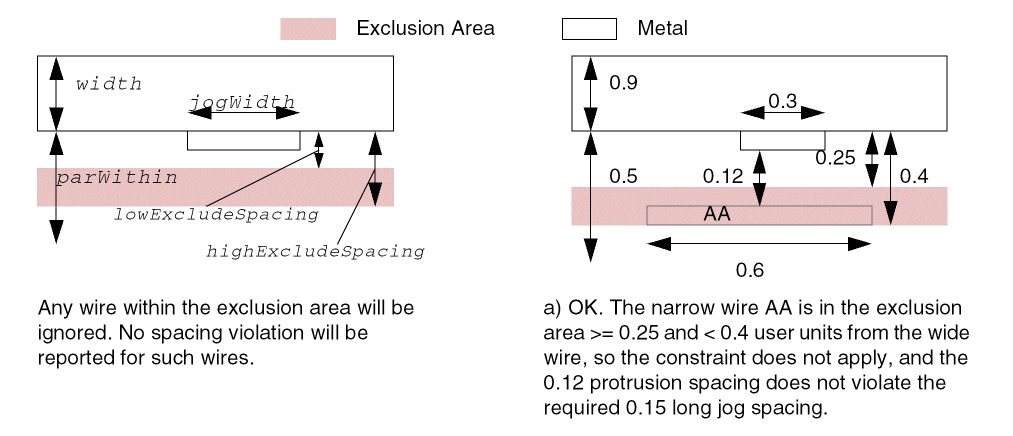 Exclusion Area
Metal
width
jogWidth
parWithin
lowExcludeSpacing
highExcludeSpacing
Any wire within the exclusion area will be
ignored. No spacing violation will be
reported for such wires.
0.9
0.3
0.25
0.5
0.12
0.4
AA
0.6
a) OK. The narrow wire AA is in the exclusion
area >= 0.25 and < 0.4 user units from the wide
wire, so the constraint does not apply, and the
0.12 protrusion spacing does not violate the
required 0.15 long jog spacing.